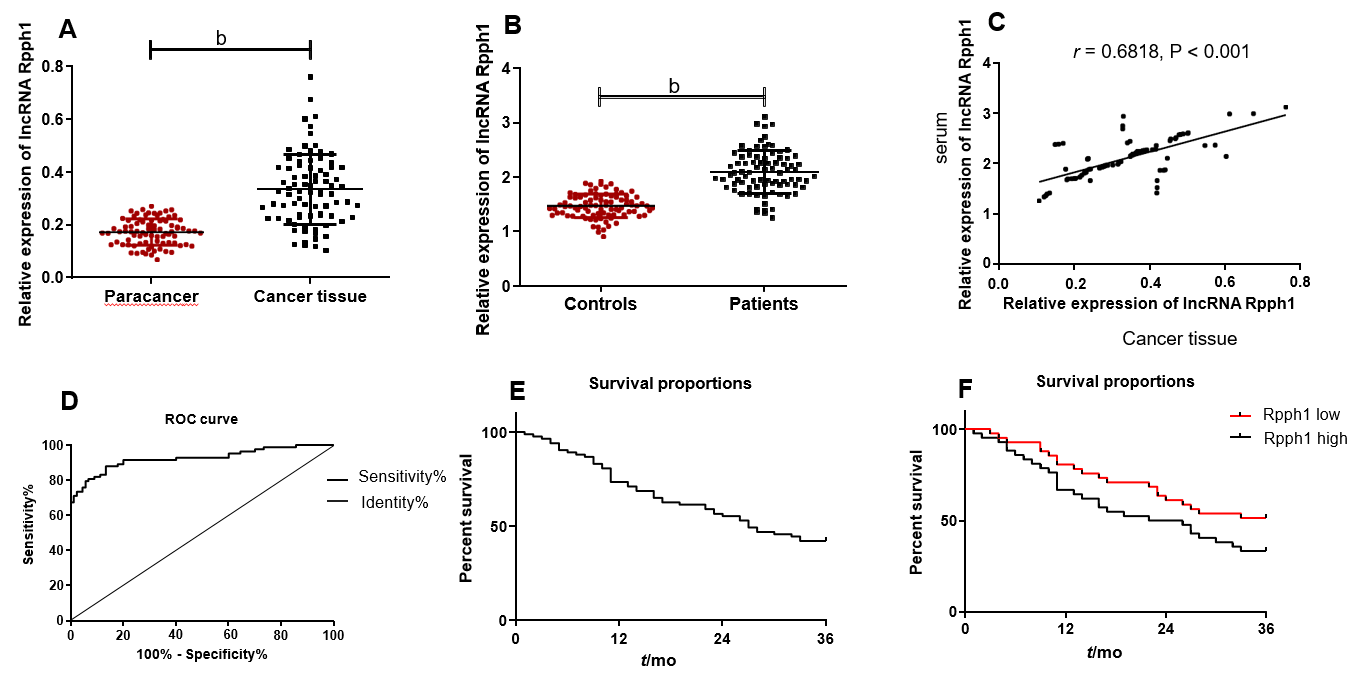 A
Relative expression of lncRNA Rpph1
b
0.8
0.6
0.4
0.2
0.0
Paracancer
Cancer tissue
B
Relative expression of lncRNA Rpph1
b
4
3
2
1
0
Controls
Patients
C
serum
Relative expression of lncRNA Rpph1
r = 0.6818, P < 0.001
4
3
2
1
0
0.0
0.2
0.4
0.6
0.8
Relative expression of lncRNA Rpph1
Cancer tissue
D
ROC curve
Sensitivity%
100
80
60
40
20
0
0
20
40
60
80
100
100% - Specificity%
Sensitivity%
Identity%
E
Survival proportions
Percent survival
100
50
0
0
12
24
36
t/mo
F
Survival proportions
Rpph1 low
Rpph1 high
Percent survival
100
50
0
0
12
24
36
t/mo